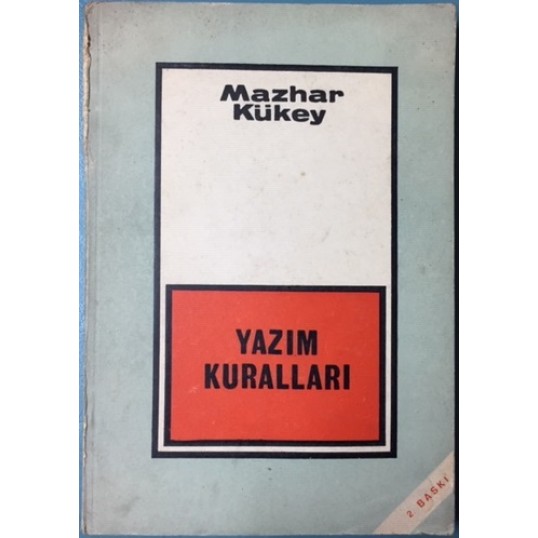 Mazhar
Kükey
YAZIM
KURALLARI
2. BASKI